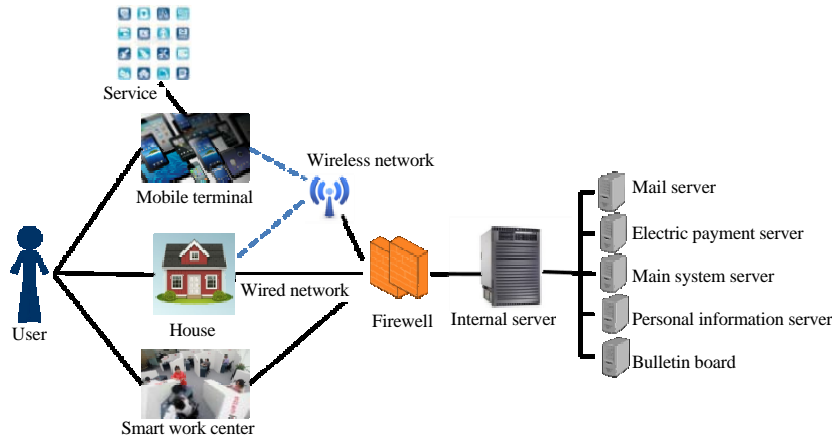 Service
Wireless network
Mobile terminal
Mail server
Electric payment server
Wired network
Main system server
User
House
Firewell
Internal server
Personal information server
Bulletin board
Smart work center